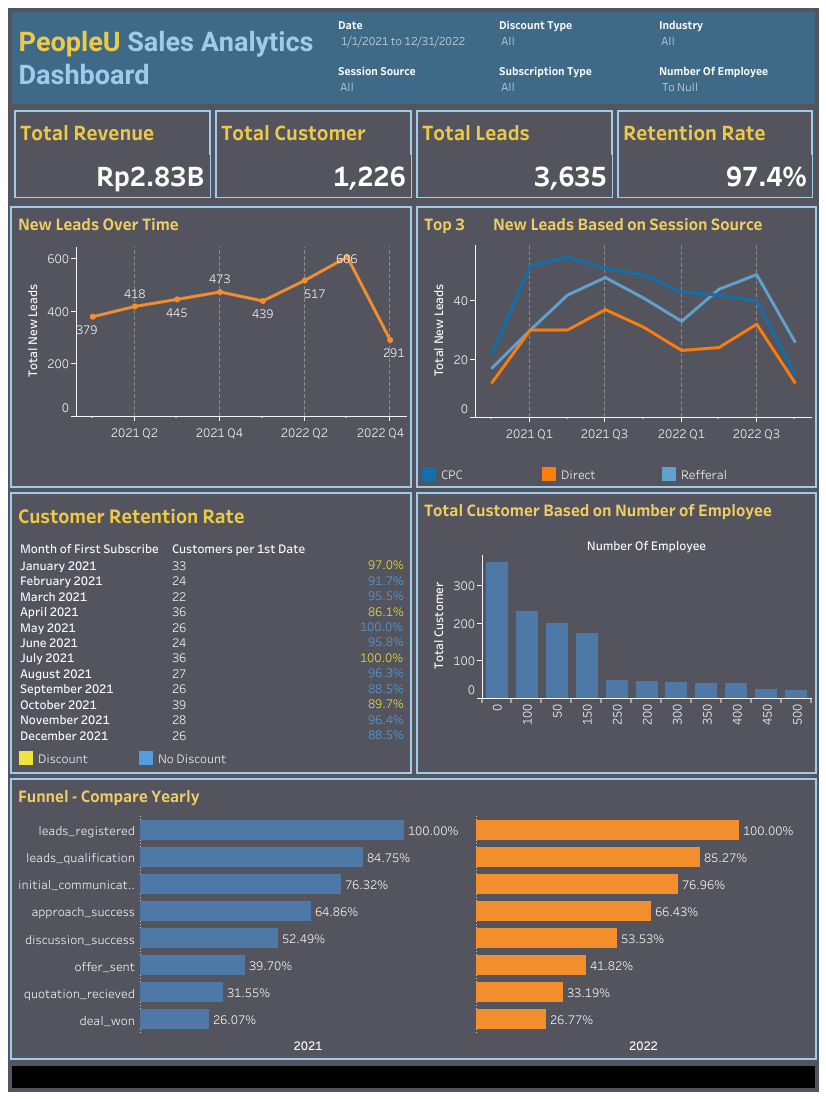 PeopleU Sales Analytics
Dashboard
Date
1/1/2021 to 12/31/2022
Discount Type
All
Industry
All
Session Source
All
Subscription Type
All
Number Of Employee
To Null
Total Revenue
Rp2.83B
Total Customer
1,226
Total Leads
3,635
Retention Rate
97.4%
New Leads Over Time
Total New Leads
600
400
200
0
379
418
445
473
439
517
606
291
2021 Q2
2021 Q4
2022 Q2
2022 Q4
Top 3 New Leads Based on Session Source
Total New Leads
40
20
0
2021 Q1
2021 Q3
2022 Q1
2022 Q3
CPC
Direct
Refferal
Customer Retention Rate
Month of First Subscribe Customers per 1st Date
January 2021 33 97.0%
February 2021 24 91.7%
March 2021 22 95.5%
April 2021 36 86.1%
May 2021 26 100.0%
June 2021 24 95.8%
July 2021 36 100.0%
August 2021 27 96.3%
September 2021 26 88.5%
October 2021 39 89.7%
November 2021 28 96.4%
December 2021 26 88.5%
Discount
No Discount
Total Customer Based on Number of Employee
Number Of Employee
Total Customer
300
200
100
0
0
100
50
150
250
200
300
350
400
450
500
Funnel - Compare Yearly
leads_registered 100.00% 100.00%
leads_qualification 84.75% 85.27%
initial_communicat.. 76.32% 76.96%
approach_success 64.86% 66.43%
discussion_success 52.49% 53.53%
offer_sent 39.70% 41.82%
quotation_recieved 31.55% 33.19%
deal_won 26.07% 26.77%
2021 2022